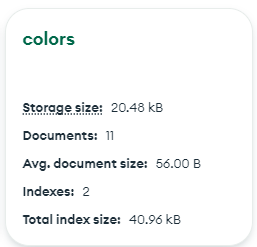 colors
Storage size: 20.48 kB
Documents: 11
Avg. document size: 56.00 B
Indexes: 2
Total index size: 40.96 kB